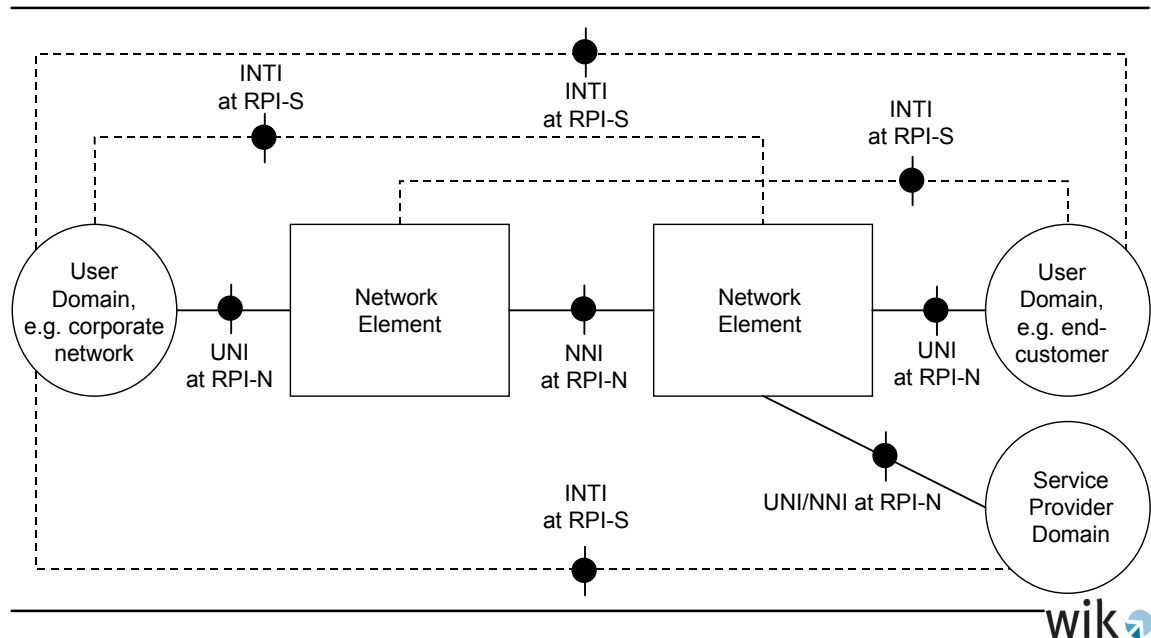 INTI
at RPI-S
INTI
at RPI-S
INTI
at RPI-S
User
Domain,
e.g. corporate
network
UNI
at RPI-N
Network
Element
NNI
at RPI-N
Network
Element
UNI
at RPI-N
User
Domain,
e.g. end-
customer
INTI
at RPI-S
UNI/NNI at RPI-N
Service
Provider
Domain
wik